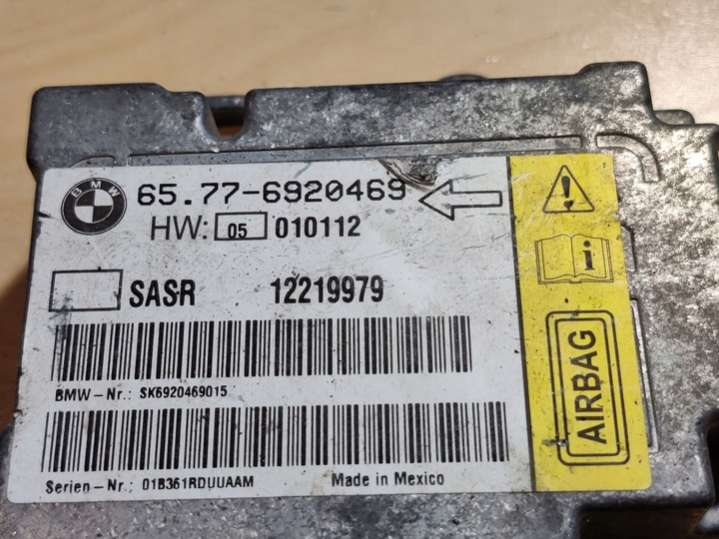 BMW
65.77-6920469
HW: 05 010112
SASR 12219979
BMW-Nr.: SK6920469015
Serien-Nr.: 01B361RDUUAAM Made in Mexico
! i
AIRBAG